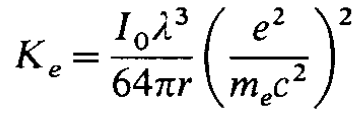 K_e = \frac{I_0 \lambda^3}{64 \pi r} \left( \frac{e^2}{m_e c^2} \right)^2